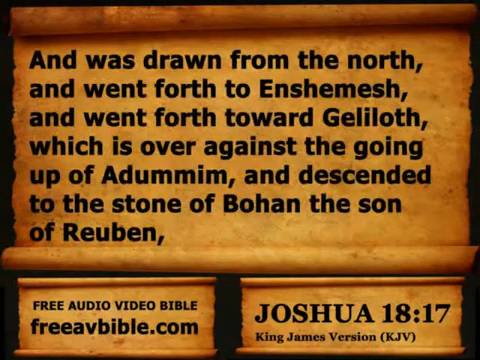 And was drawn from the north,
and went forth to Enshemesh,
and went forth toward Geliloth,
which is over against the going
up of Adummim, and descended
to the stone of Bohan the son
of Reuben,
FREE AUDIO VIDEO BIBLE
freeavbible.com
JOSHUA 18:17
King James Version (KJV)